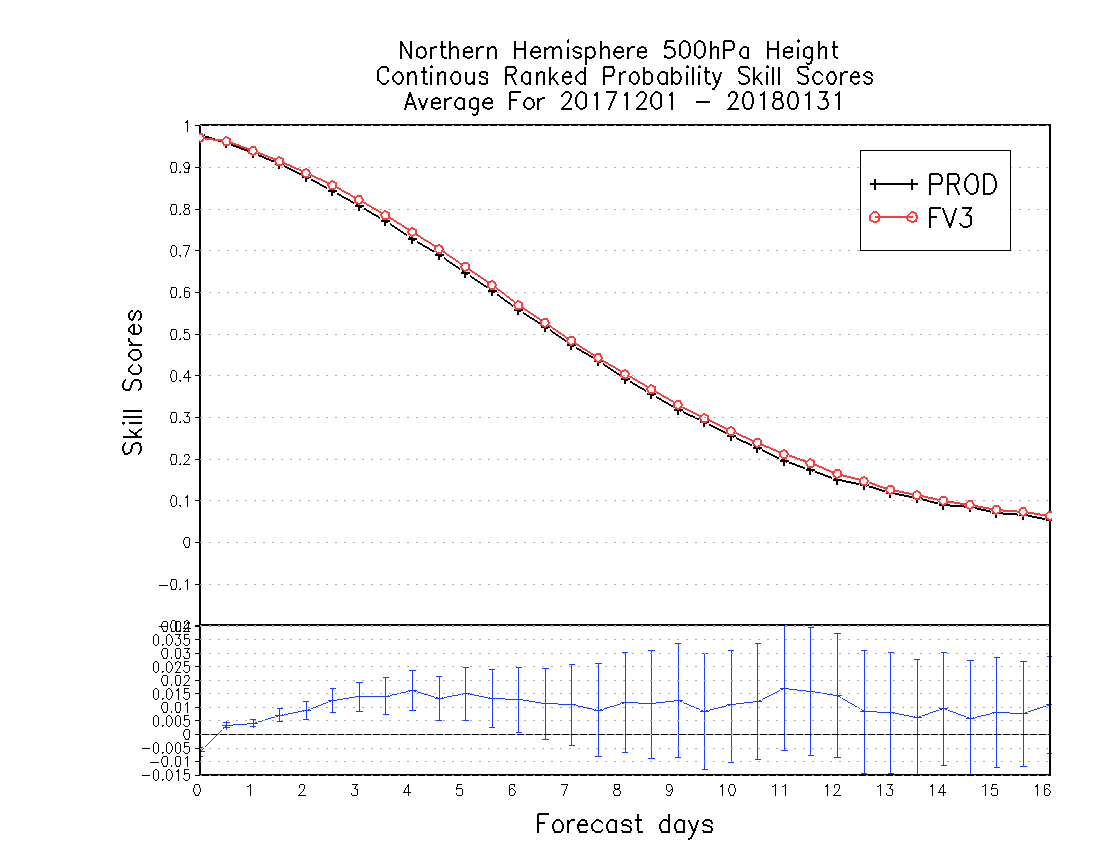 Northern Hemisphere 500hPa Height
Continous Ranked Probability Skill Scores
Average For 20171201 − 20180131
1
0.9
0.8
0.7
0.6
0.5
0.4
0.3
0.2
0.1
0
−0.1
PROD
FV3
Skill Scores
0.035
0.03
0.025
0.02
0.015
0.01
0.005
0
−0.005
−0.01
−0.015
0 1 2 3 4 5 6 7 8 9 10 11 12 13 14 15 16
Forecast days